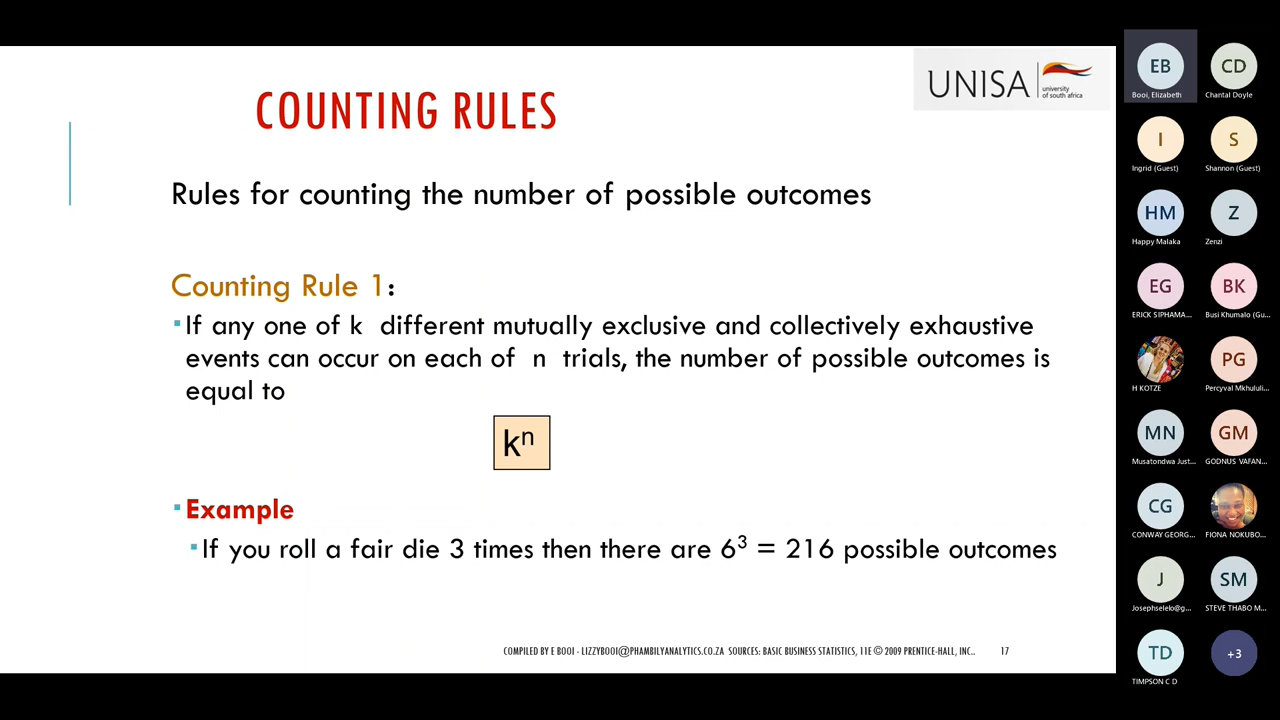 COUNTING RULES
UNISA
university
of south africa
Rules for counting the number of possible outcomes
Counting Rule 1:
If any one of k different mutually exclusive and collectively exhaustive
events can occur on each of n trials, the number of possible outcomes is
equal to
kⁿ
Example
If you roll a fair die 3 times then there are 6³ = 216 possible outcomes
COMPILED BY E BOOI - LIZZYBOOI@PHAMBILYANALYTICS.CO.ZA SOURCES: BASIC BUSINESS STATISTICS, 11E © 2009 PRENTICE-HALL, INC..
17
EB
Booi, Elizabeth
CD
Chantal Doyle
I
Ingrid (Guest)
S
Shannon (Guest)
HM
Happy Malaka
Z
Zenzi
EG
ERICK SIPHAMA...
BK
Busi Khumalo (Gu...
H KOTZE
PG
Percyval Mkhululi...
MN
Musatondwa Just...
GM
GODNUS VAFAN...
CG
CONWAY GEORG...
FIONA NOKUBO...
J
Josephselelo@g...
SM
STEVE THABO M...
TD
TIMPSON C D
+3